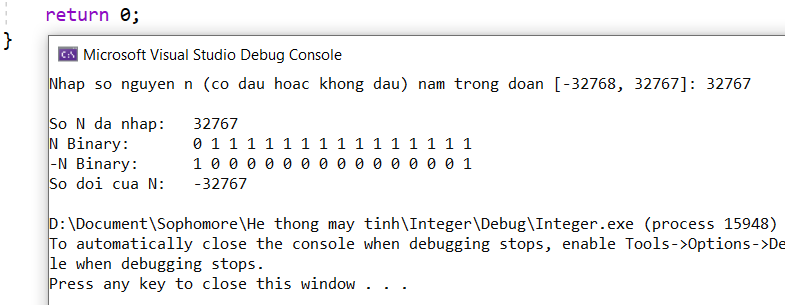 return 0;
}
C:\ Microsoft Visual Studio Debug Console
Nhap so nguyen n (co dau hoac khong dau) nam trong doan [-32768, 32767]: 32767
So N da nhap: 32767
N Binary: 0 1 1 1 1 1 1 1 1 1 1 1 1 1 1 1
-N Binary: 1 0 0 0 0 0 0 0 0 0 0 0 0 0 0 1
So doi cua N: -32767
D:\Document\Sophomore\He thong may tinh\Integer\Debug\Integer.exe (process 15948)
To automatically close the console when debugging stops, enable Tools->Options->De
le when debugging stops.
Press any key to close this window . . .